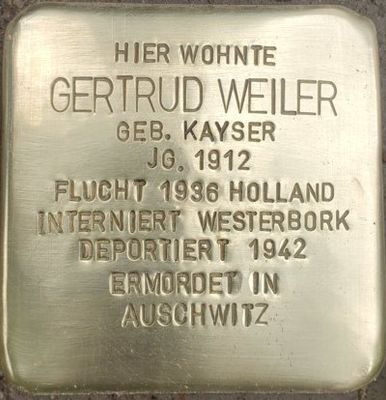 HIER WOHNTE
GERTRUD WEILER
GEB. KAYSER
JG. 1912
FLUCHT 1936 HOLLAND
INTERNIERT WESTERBORK
DEPORTIERT 1942
ERMORDET IN
AUSCHWITZ